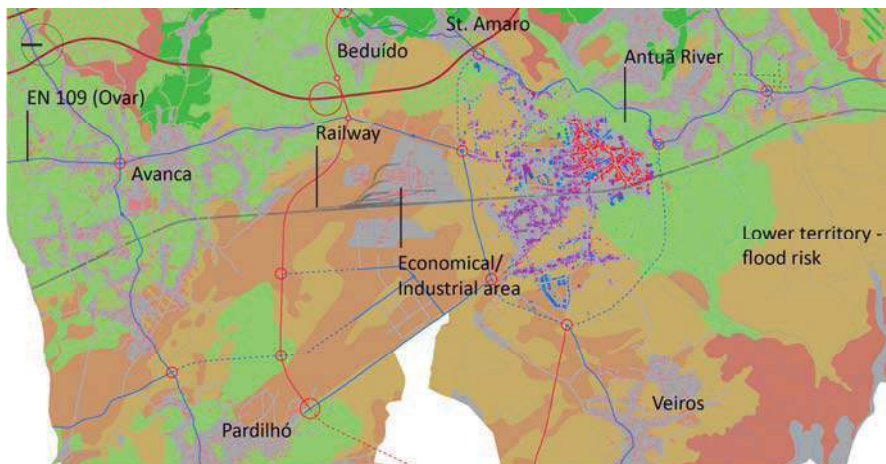 St. Amaro
Beduído
Antuã River
EN 109 (Ovar)
Railway
Avanca
Lower territory -
flood risk
Economical/
Industrial area
Veiros
Pardilhó